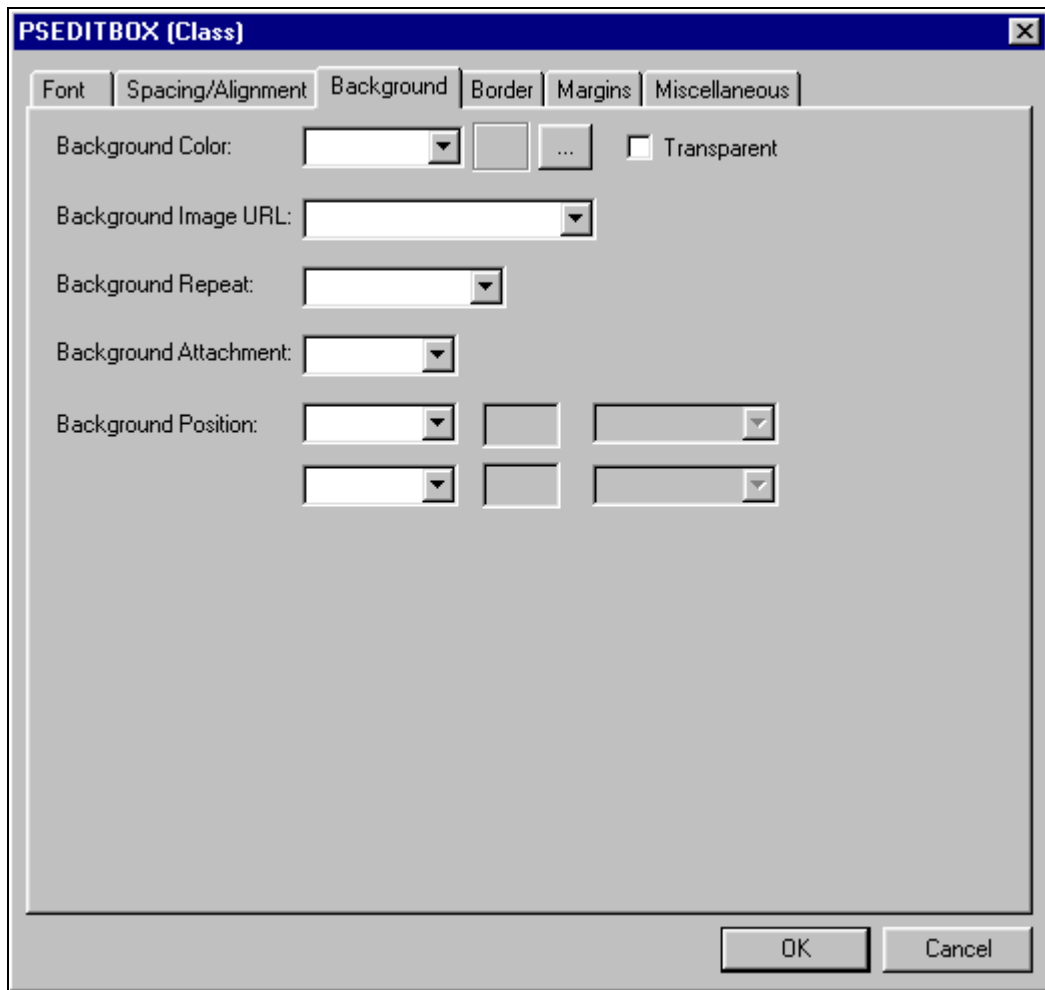 PSEDITBOX (Class)
Font Spacing/Alignment Background Border Margins Miscellaneous
Background Color: ... Transparent
Background Image URL:
Background Repeat:
Background Attachment:
Background Position:
OK Cancel